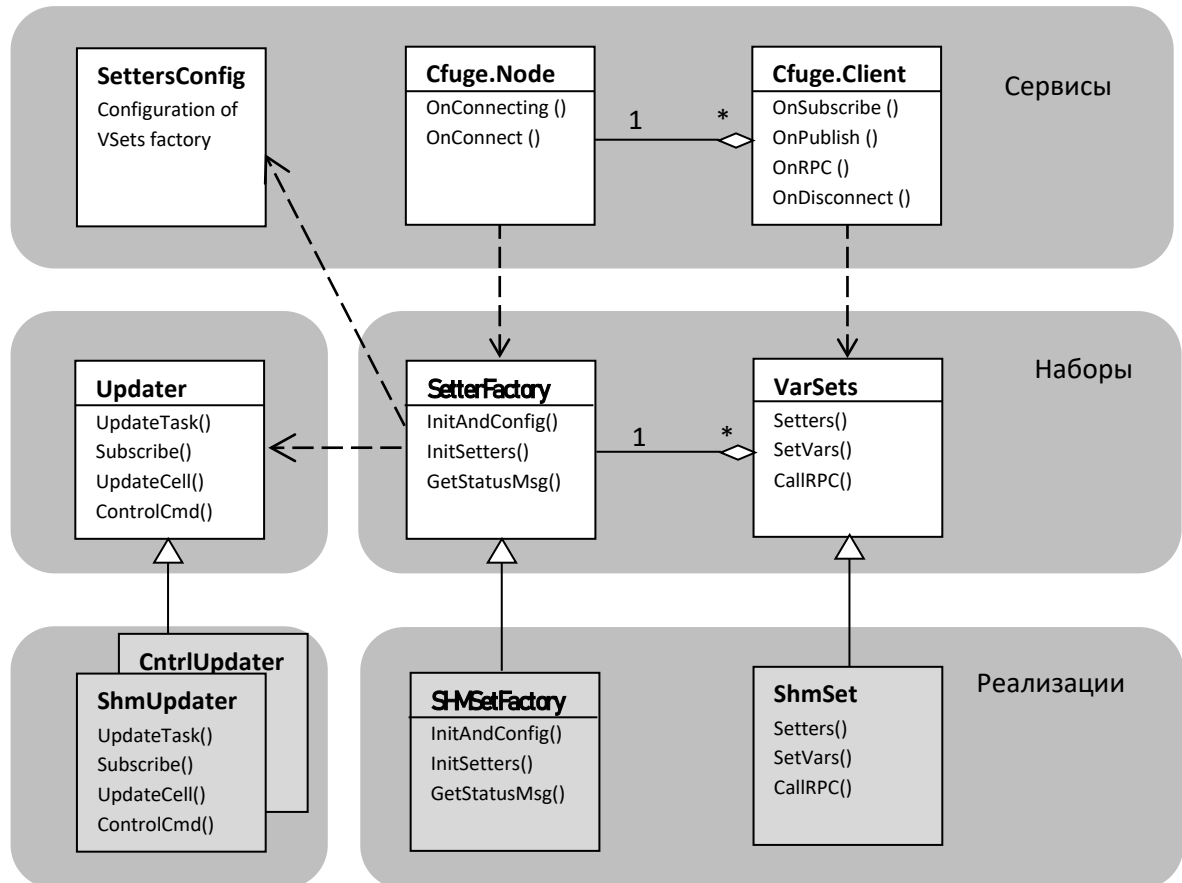 SettersConfig
Configuration of
VSets factory
Cfuge.Node
OnConnecting ()
OnConnect ()
1
*
Cfuge.Client
OnSubscribe ()
OnPublish ()
OnRPC ()
OnDisconnect ()
Сервисы
Updater
UpdateTask()
Subscribe()
UpdateCell()
ControlCmd()
SetterFactory
InitAndConfig()
InitSetters()
GetStatusMsg()
1
*
VarSets
Setters()
SetVars()
CallRPC()
Наборы
CntrlUpdater
ShmUpdater
UpdateTask()
Subscribe()
UpdateCell()
ControlCmd()
SHMSetFactory
InitAndConfig()
InitSetters()
GetStatusMsg()
ShmSet
Setters()
SetVars()
CallRPC()
Реализации